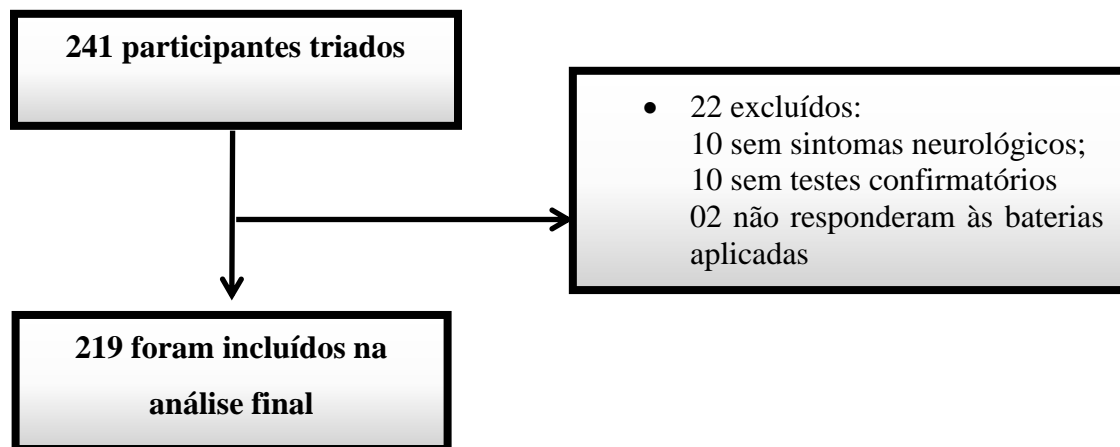 241 participantes triados
• 22 excluídos:
10 sem sintomas neurológicos;
10 sem testes confirmatórios
02 não responderam às baterias
aplicadas
219 foram incluídos na
análise final